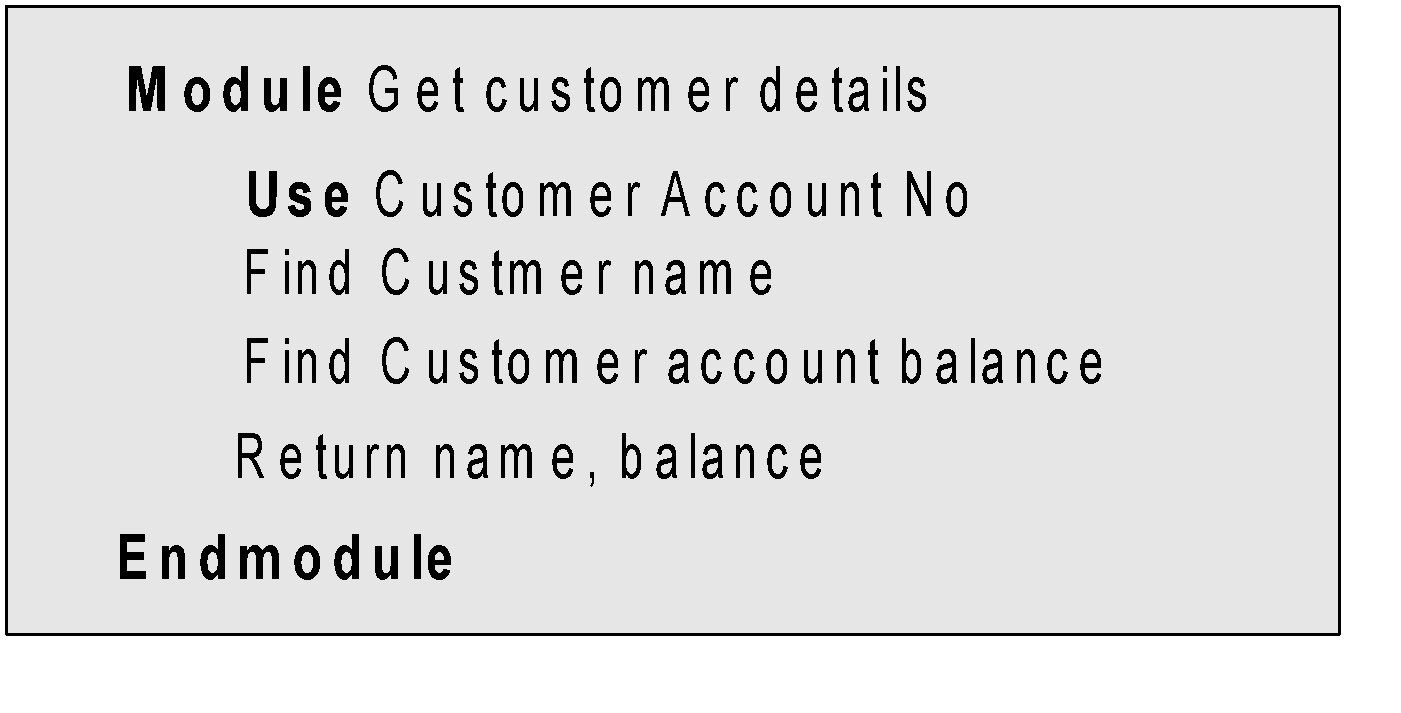 Module Get customer details
Use Customer Account No
Find Custmer name
Find Customer account balance
Return name, balance
Endmodule